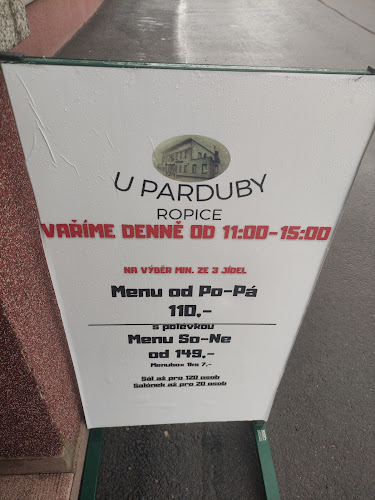 U PARDUBY
ROPICE
VAŘÍME DENNĚ OD 11:00-15:00
NA VÝBĚR MIN. ZE 3 JÍDEL
Menu od Po-Pá
110,-
s polévkou
Menu So-Ne
od 149,-
Menubox 1ks 7,-
Sál až pro 120 osob
Salónek až pro 20 osob